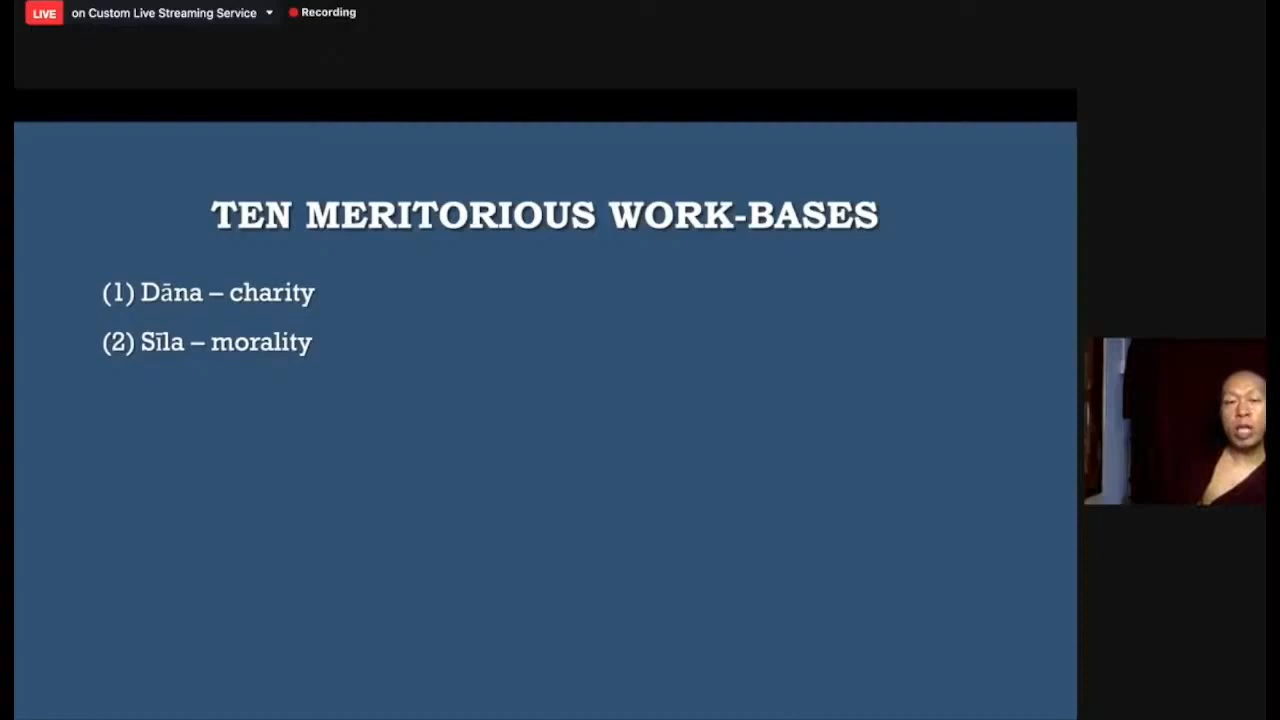 LIVE on Custom Live Streaming Service Recording
TEN MERITORIOUS WORK-BASES
(1) Dāna – charity
(2) Sīla – morality